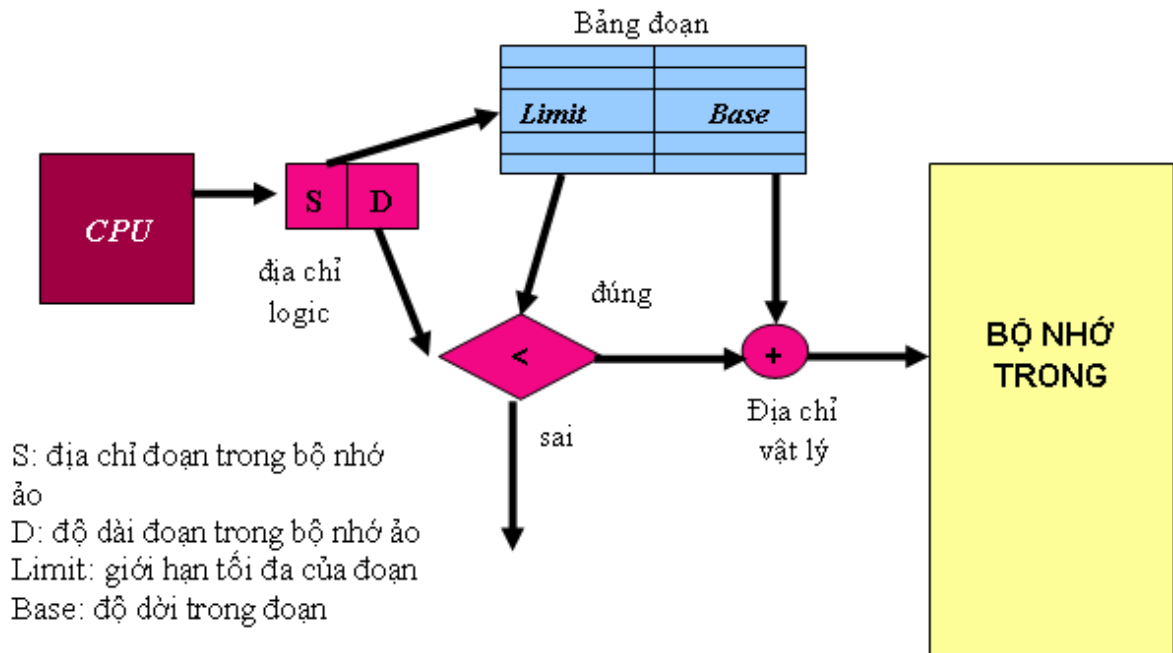 Bảng đoạn
Limit
Base
CPU
S
D
địa chỉ
logic
đúng
<
+
BỘ NHỚ
TRONG
sai
Địa chỉ
vật lý
S: địa chỉ đoạn trong bộ nhớ
ảo
D: độ dài đoạn trong bộ nhớ ảo
Limit: giới hạn tối đa của đoạn
Base: độ dời trong đoạn